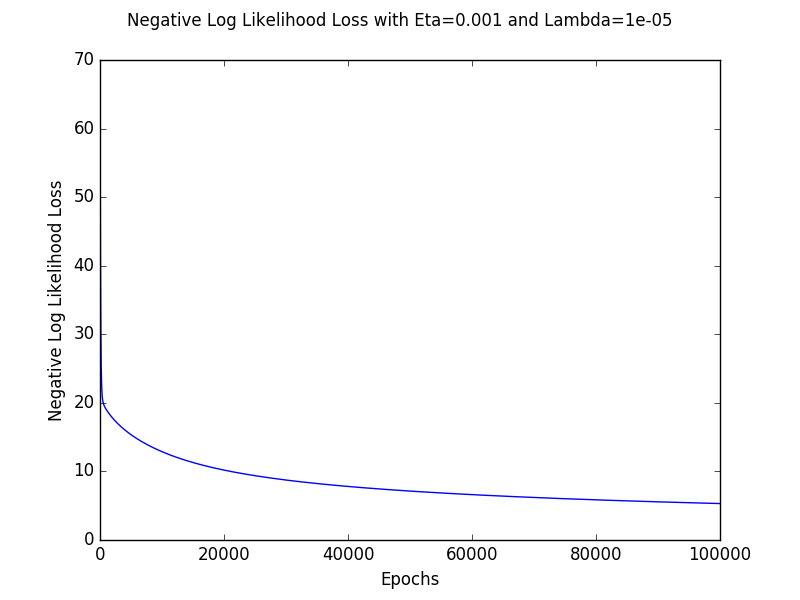 Negative Log Likelihood Loss with Eta=0.001 and Lambda=1e-05
70
60
50
40
30
20
10
0
Negative Log Likelihood Loss
0 20000 40000 60000 80000 100000
Epochs